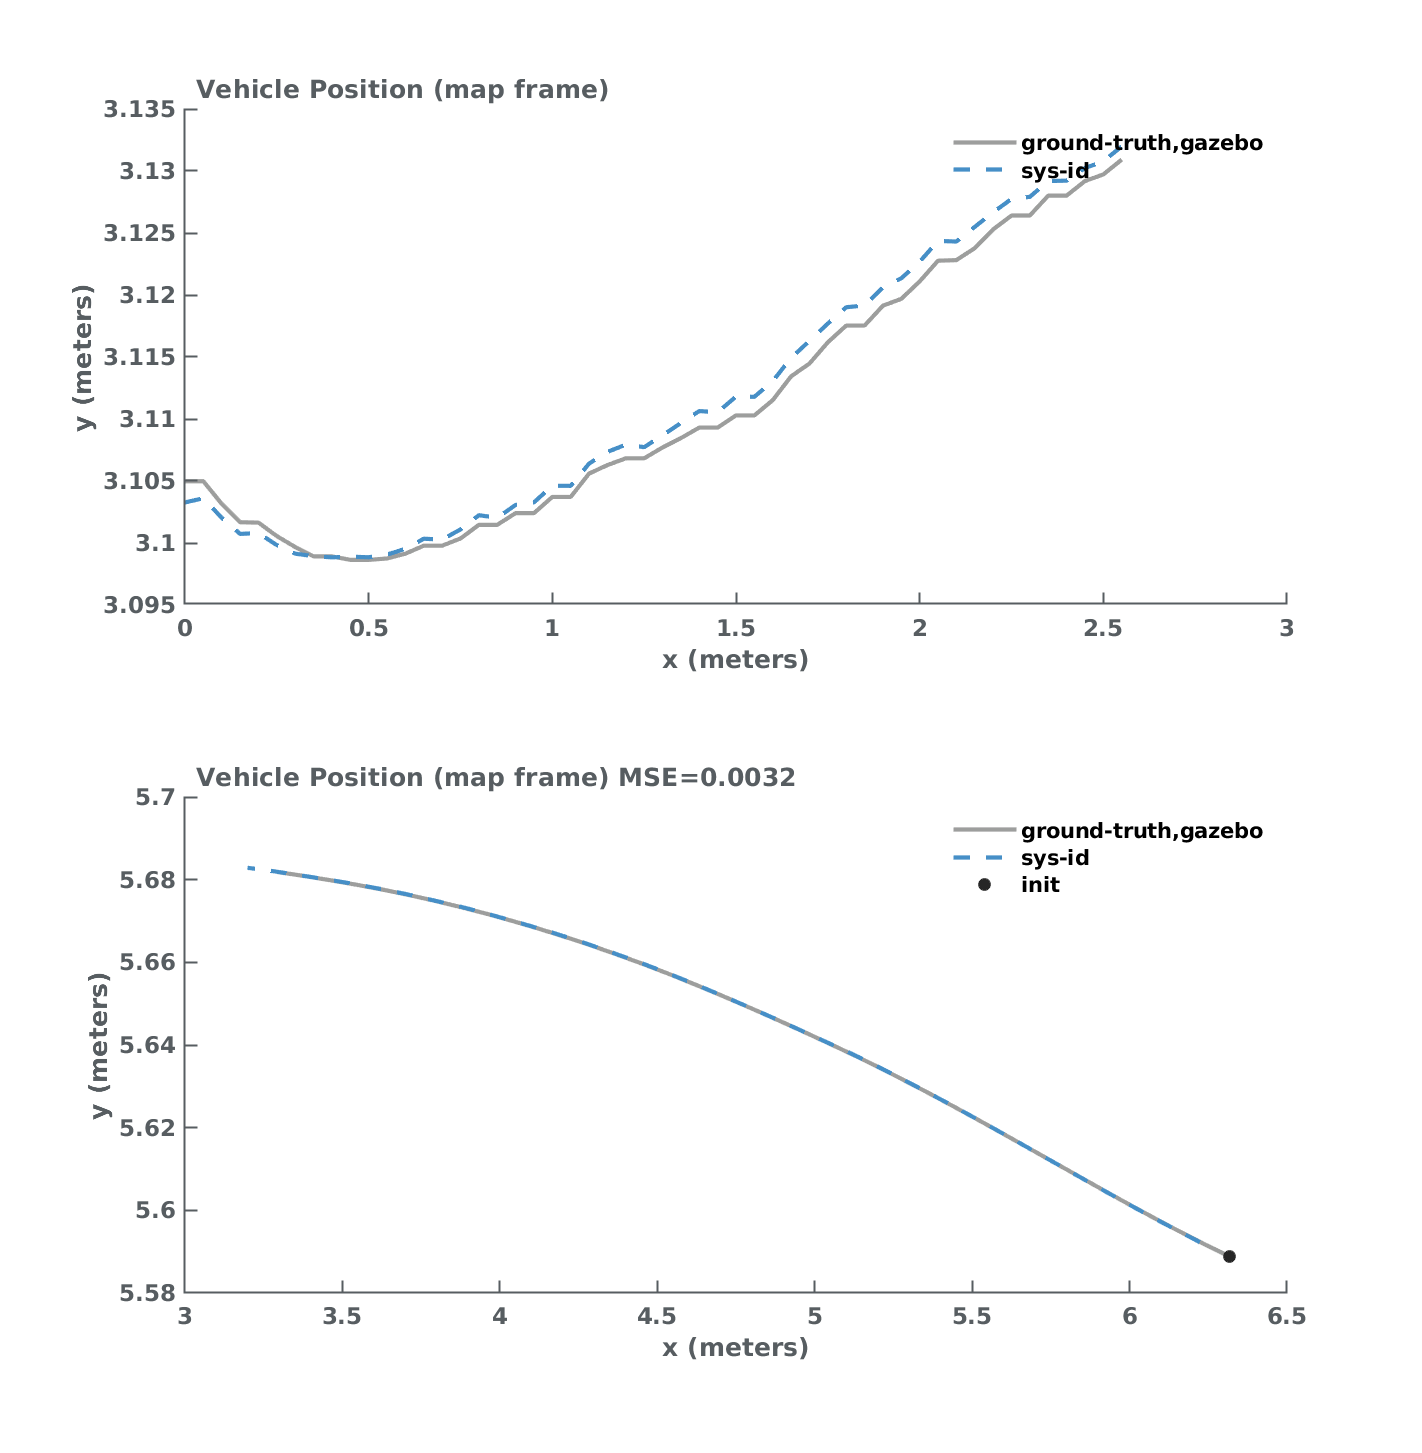 Vehicle Position (map frame)
3.135
3.13
3.125
3.12
3.115
3.11
3.105
3.1
3.095
y (meters)
ground-truth,gazebo
sys-id
0 0.5 1 1.5 2 2.5 3
x (meters)
Vehicle Position (map frame) MSE=0.0032
5.7
5.68
5.66
5.64
5.62
5.6
5.58
y (meters)
ground-truth,gazebo
sys-id
init
3 3.5 4 4.5 5 5.5 6 6.5
x (meters)